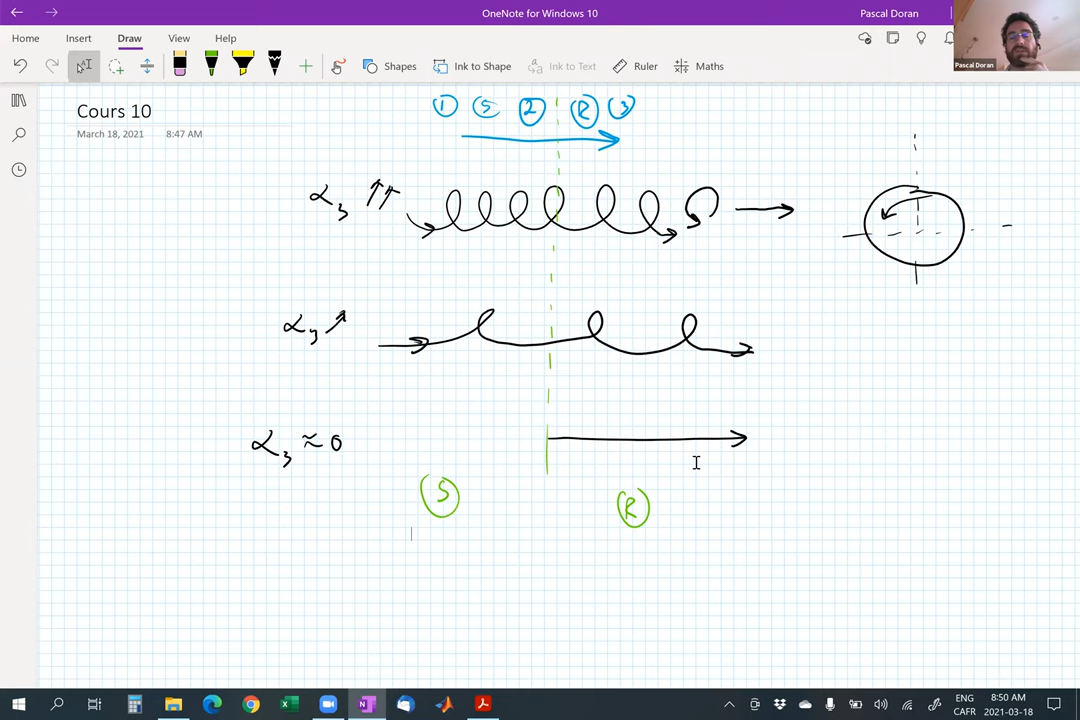 OneNote for Windows 10
Pascal Doran
Home Insert Draw View Help
Pascal Doran
Shapes Ink to Shape Ink to Text Ruler Maths
Cours 10
March 18, 2021 8:47 AM
1 S 2 R 3
α3 ↑↑
α3 ↗
α3 ≈ 0
S R
ENG 8:50 AM
CAFR 2021-03-18